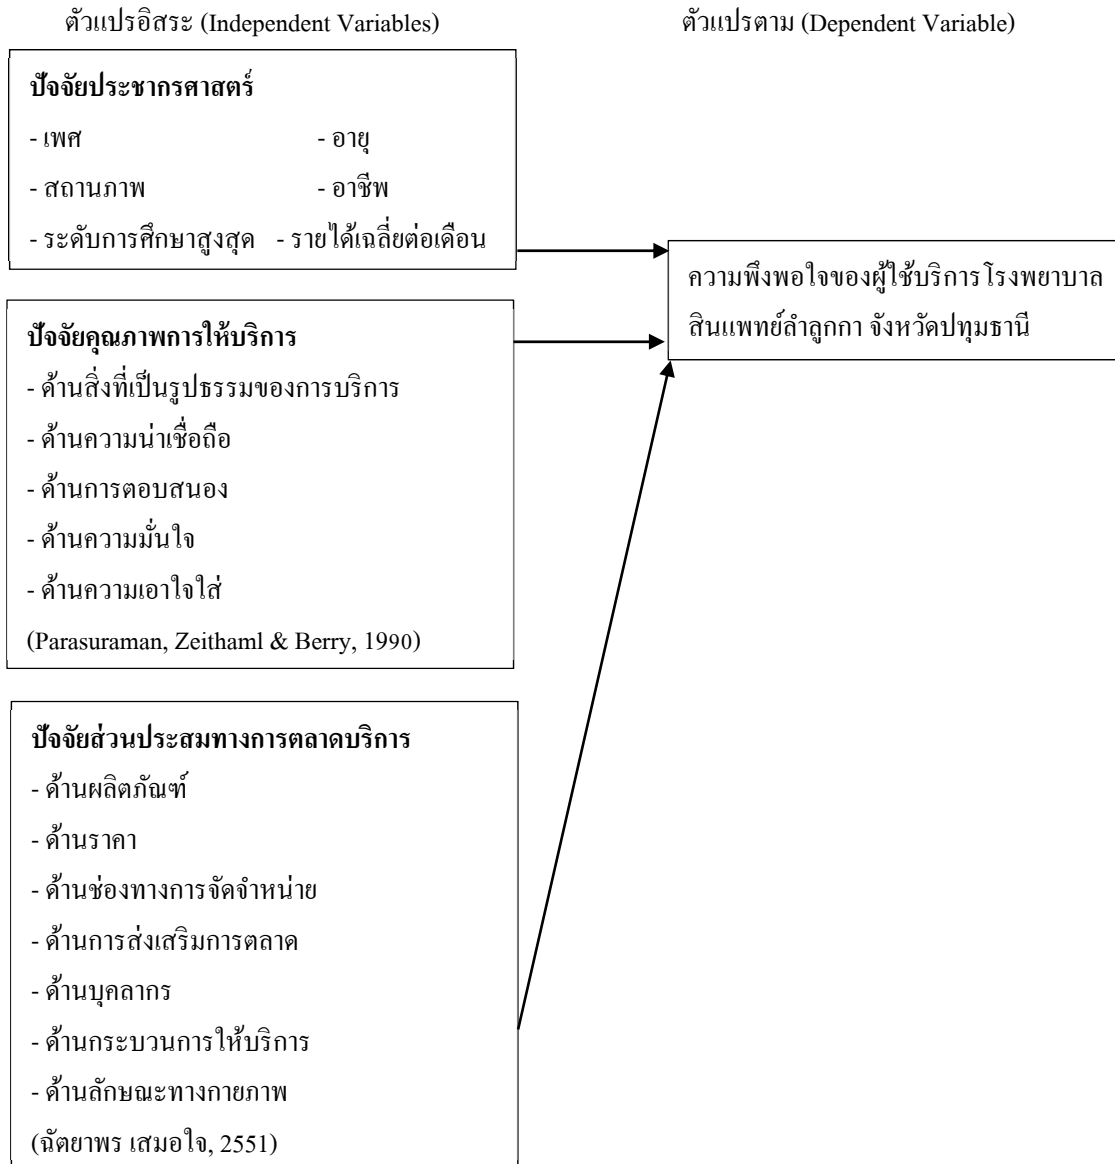 ตัวแปรอิสระ (Independent Variables)
ตัวแปรตาม (Dependent Variable)
ปัจจัยประชากรศาสตร์
- เพศ - อายุ
- สถานภาพ - อาชีพ
- ระดับการศึกษาสูงสุด - รายได้เฉลี่ยต่อเดือน
ความพึงพอใจของผู้ใช้บริการโรงพยาบาล
สินแพทย์ลำลูกกา จังหวัดปทุมธานี
ปัจจัยคุณภาพการให้บริการ
- ด้านสิ่งที่เป็นรูปธรรมของการบริการ
- ด้านความน่าเชื่อถือ
- ด้านการตอบสนอง
- ด้านความมั่นใจ
- ด้านความเอาใจใส่
(Parasuraman, Zeithaml & Berry, 1990)
ปัจจัยส่วนประสมทางการตลาดบริการ
- ด้านผลิตภัณฑ์
- ด้านราคา
- ด้านช่องทางการจัดจำหน่าย
- ด้านการส่งเสริมการตลาด
- ด้านบุคลากร
- ด้านกระบวนการให้บริการ
- ด้านลักษณะทางกายภาพ
(ฉัตยาพร เสมอใจ, 2551)